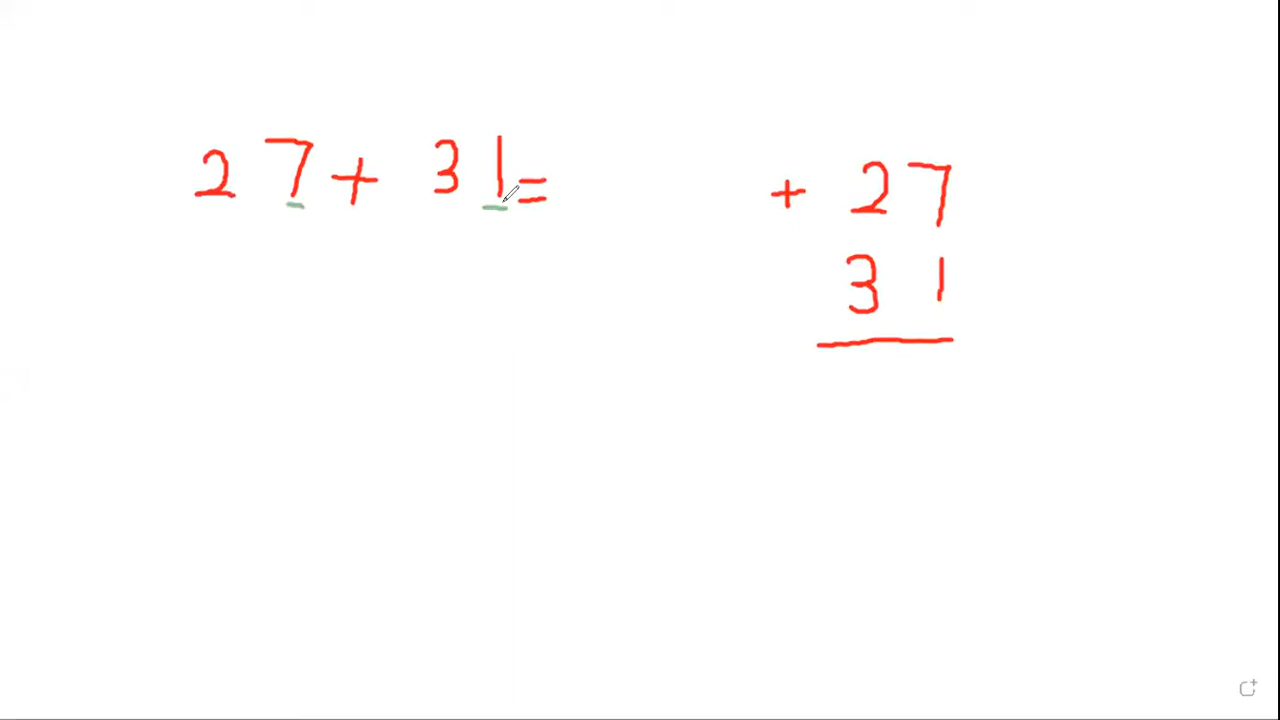 27 + 31 =
+ 27
31